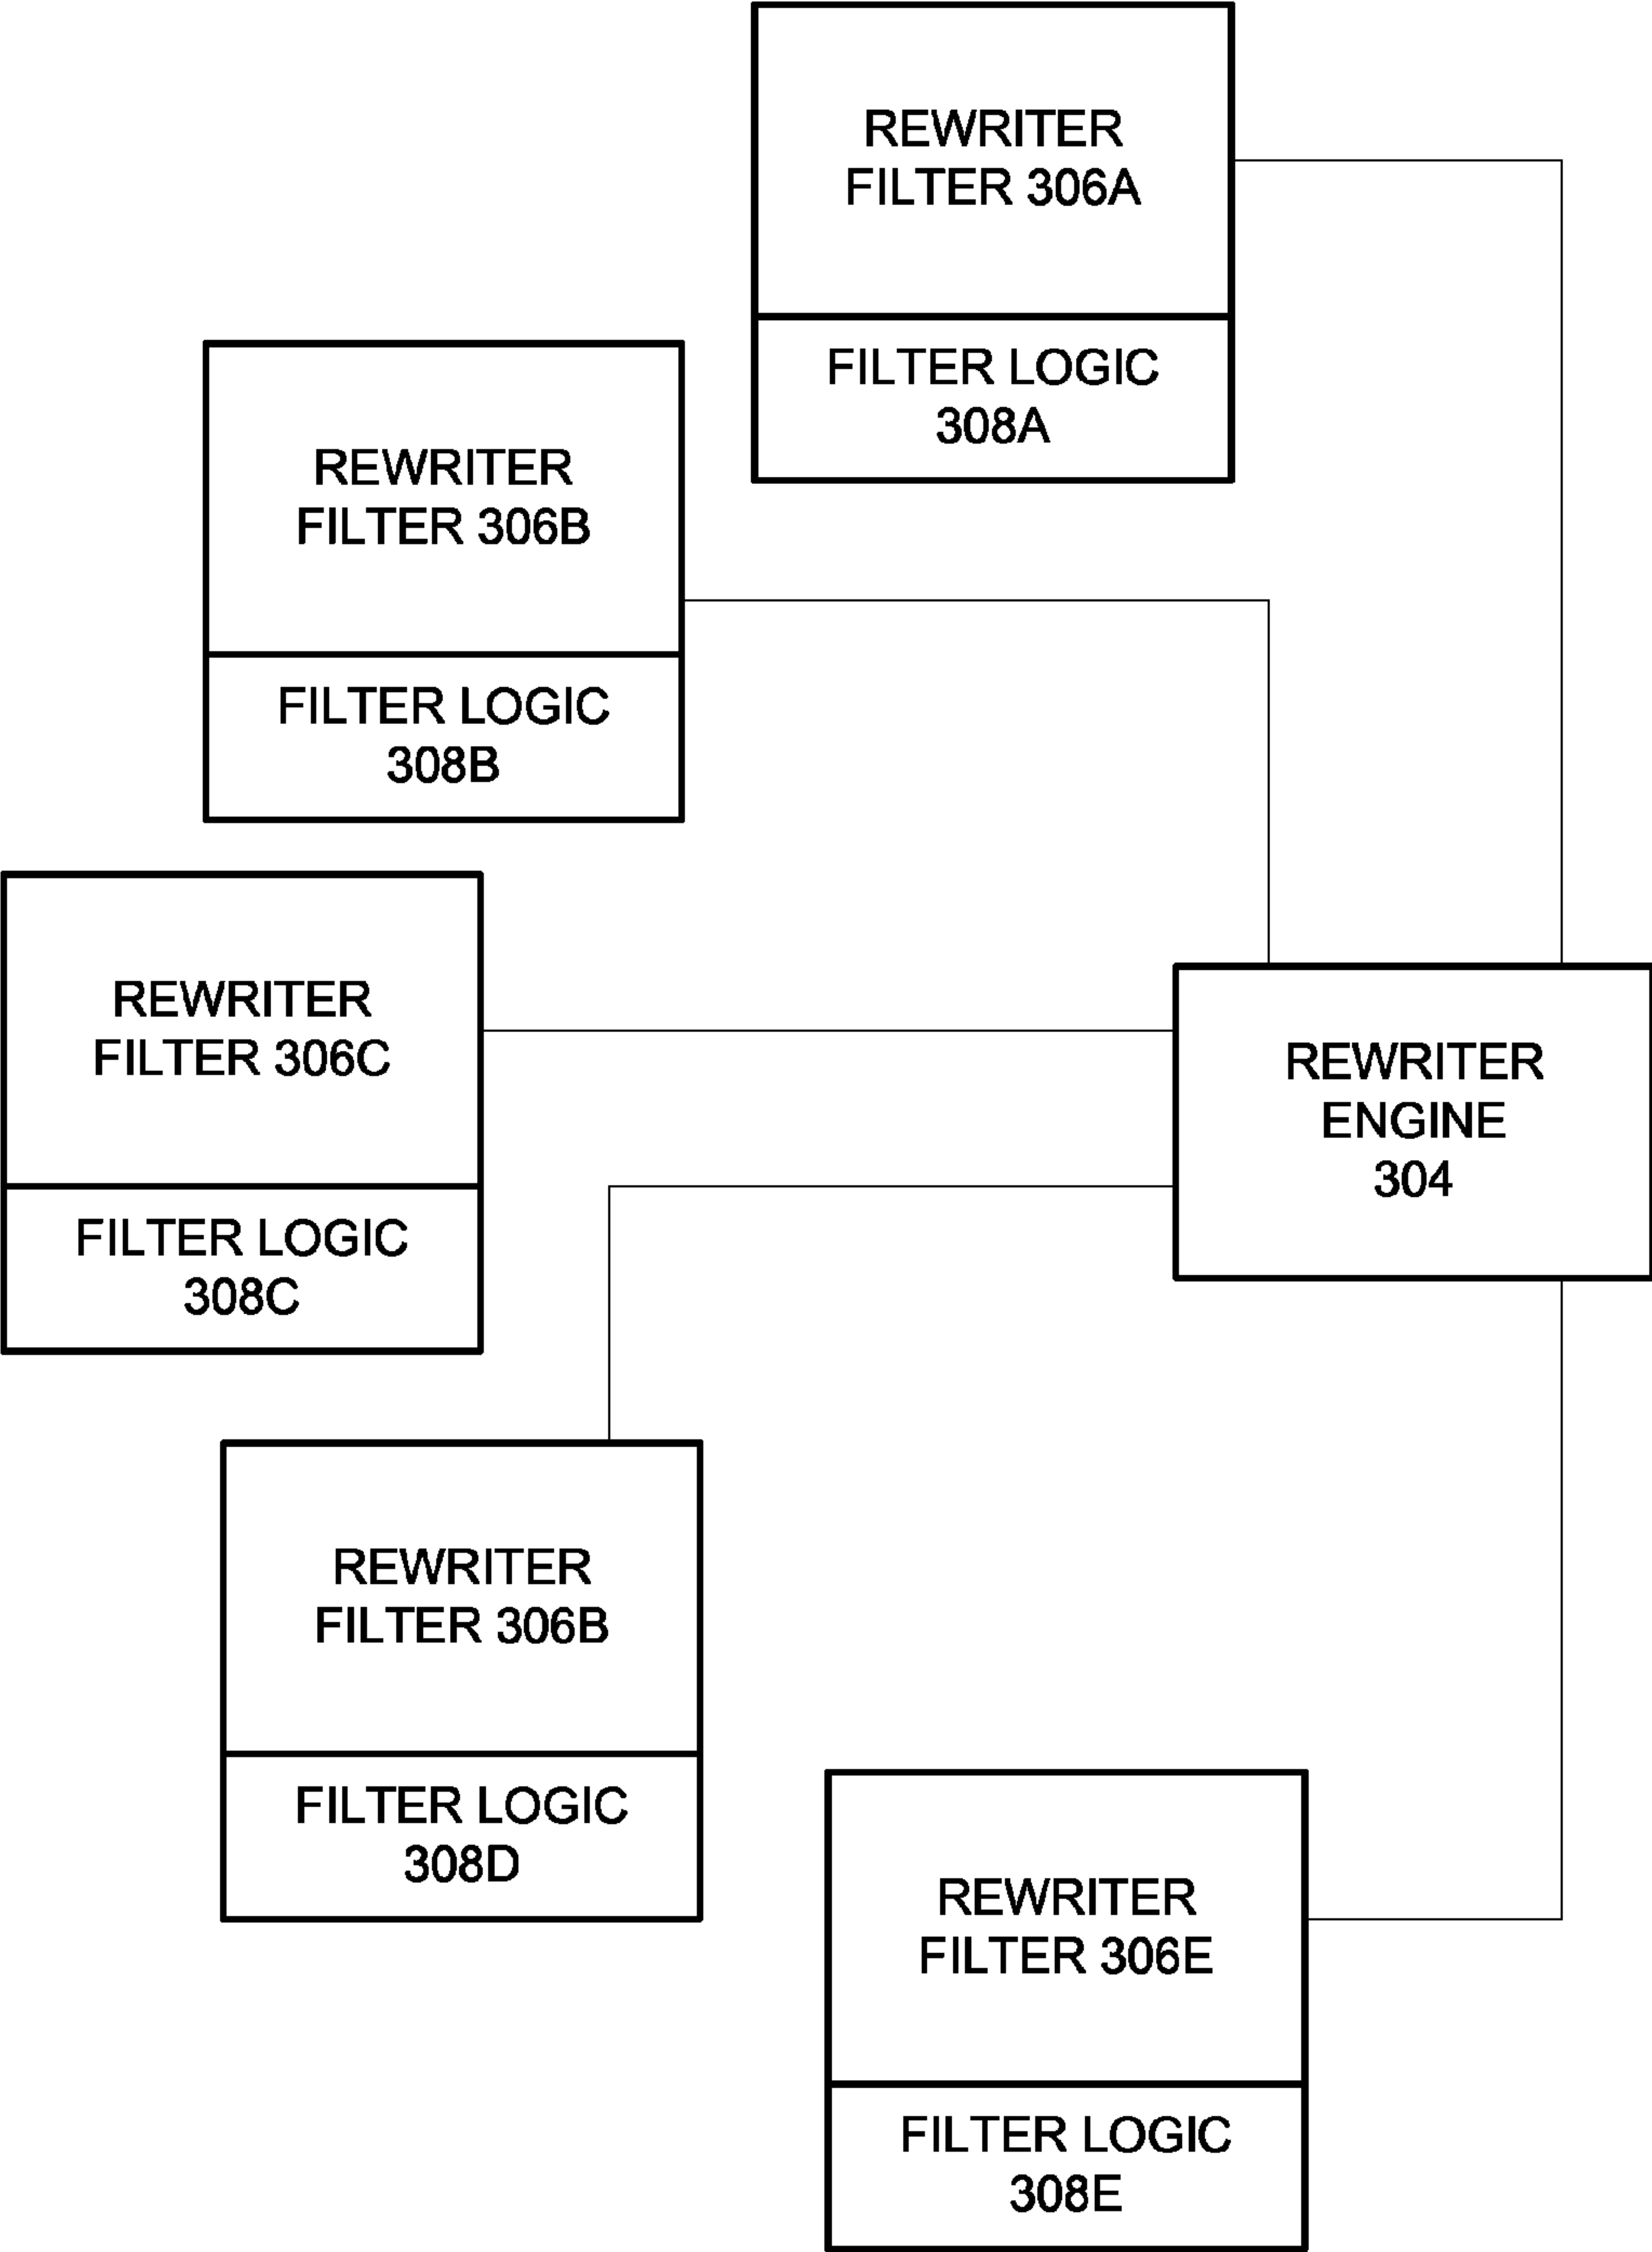 REWRITER
FILTER 306A
FILTER LOGIC
308A
REWRITER
FILTER 306B
FILTER LOGIC
308B
REWRITER
FILTER 306C
FILTER LOGIC
308C
REWRITER
ENGINE
304
REWRITER
FILTER 306B
FILTER LOGIC
308D
REWRITER
FILTER 306E
FILTER LOGIC
308E